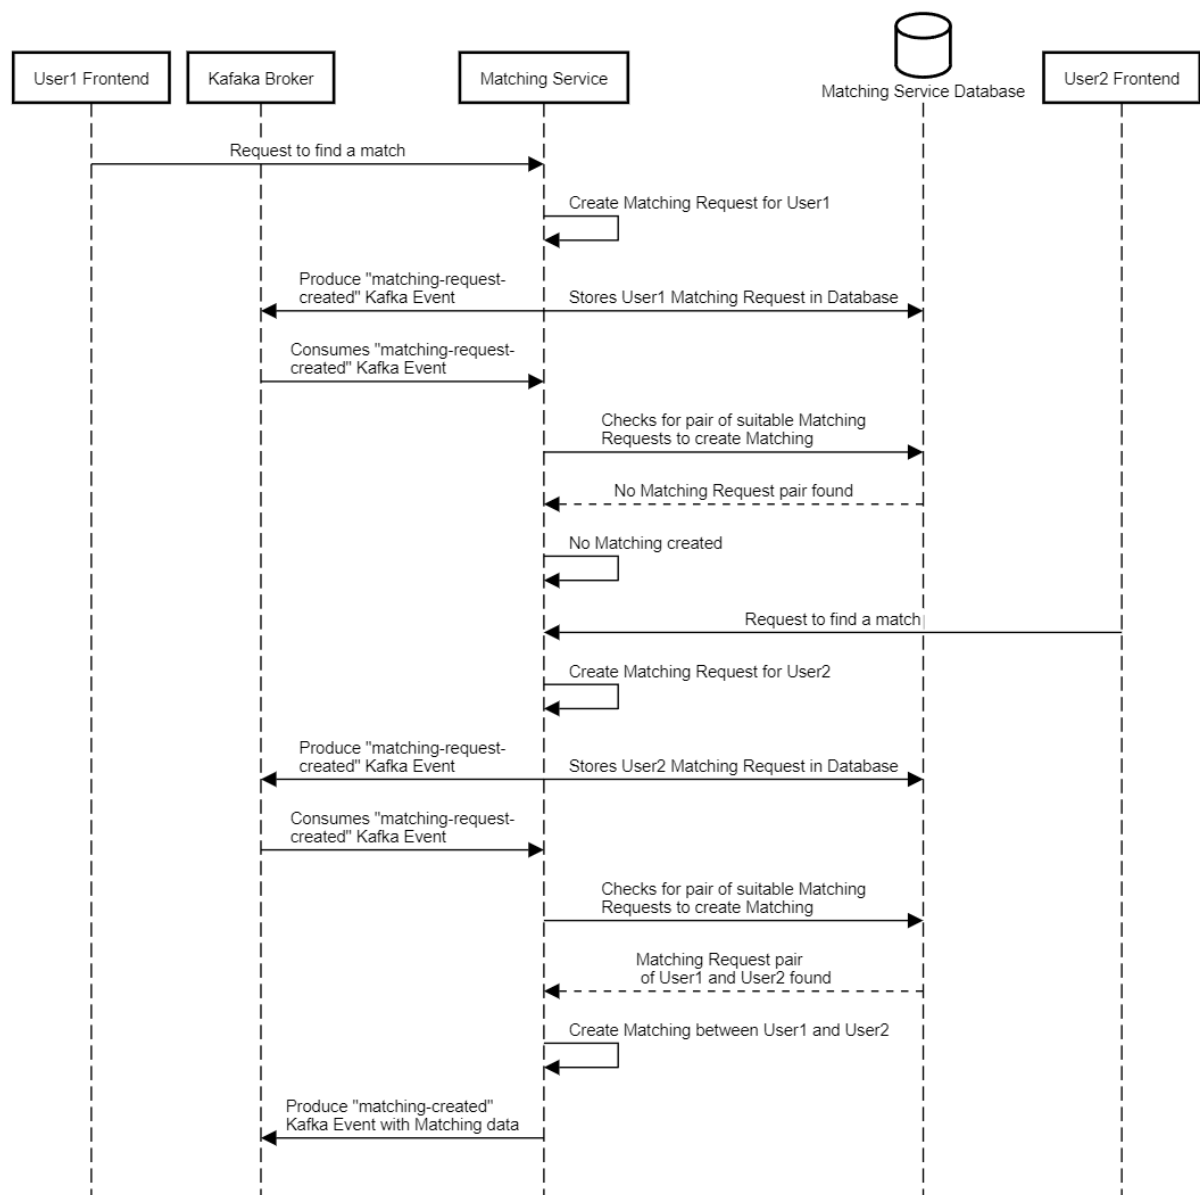 User1 Frontend
Kafaka Broker
Matching Service
Matching Service Database
User2 Frontend
Request to find a match
Create Matching Request for User1
Produce "matching-request-
created" Kafka Event
Stores User1 Matching Request in Database
Consumes "matching-request-
created" Kafka Event
Checks for pair of suitable Matching
Requests to create Matching
No Matching Request pair found
No Matching created
Request to find a match
Create Matching Request for User2
Produce "matching-request-
created" Kafka Event
Stores User2 Matching Request in Database
Consumes "matching-request-
created" Kafka Event
Checks for pair of suitable Matching
Requests to create Matching
Matching Request pair
of User1 and User2 found
Create Matching between User1 and User2
Produce "matching-created"
Kafka Event with Matching data